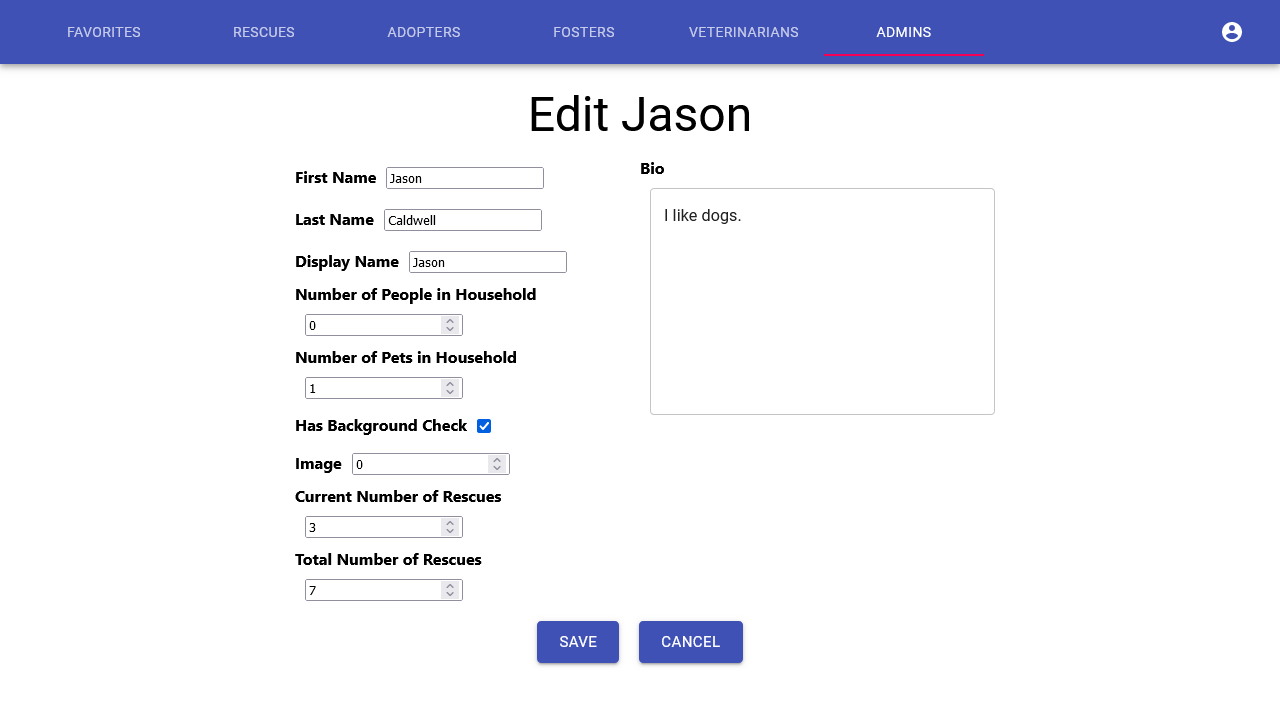 FAVORITES RESCUES ADOPTERS FOSTERS VETERINARIANS ADMINS
Edit Jason
First Name Jason
Last Name Caldwell
Display Name Jason
Number of People in Household
0
Number of Pets in Household
1
Has Background Check
Image 0
Current Number of Rescues
3
Total Number of Rescues
7
Bio
I like dogs.
SAVE CANCEL